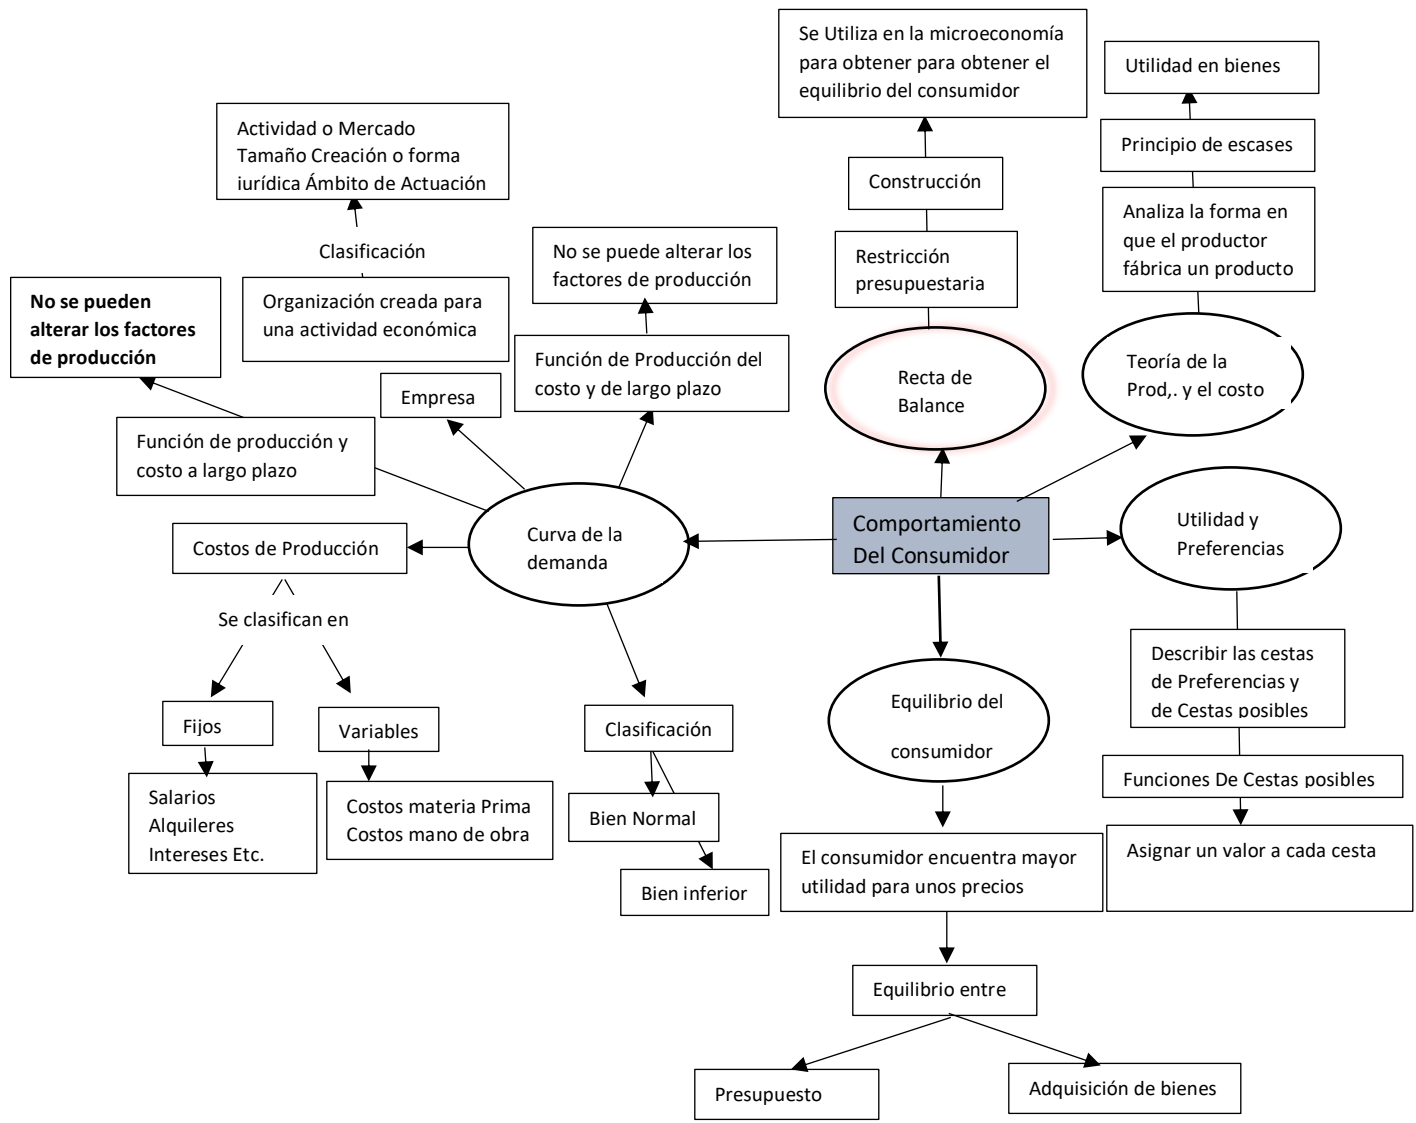 Se Utiliza en la microeconomía
para obtener para obtener el
equilibrio del consumidor
Utilidad en bienes
Actividad o Mercado
Tamaño Creación o forma
jurídica Ámbito de Actuación
Principio de escases
Construcción
Analiza la forma en
que el productor
fábrica un producto
Clasificación
No se puede alterar los
factores de producción
Restricción
presupuestaria
No se pueden
alterar los factores
de producción
Organización creada para
una actividad económica
Función de Producción del
costo y de largo plazo
Recta de
Balance
Teoría de la
Prod,. y el costo
Empresa
Función de producción y
costo a largo plazo
Comportamiento
Del Consumidor
Utilidad y
Preferencias
Curva de la
demanda
Costos de Producción
Se clasifican en
Describir las cestas
de Preferencias y
de Cestas posibles
Equilibrio del
consumidor
Fijos
Variables
Clasificación
Funciones De Cestas posibles
Salarios
Alquileres
Intereses Etc.
Costos materia Prima
Costos mano de obra
Bien Normal
El consumidor encuentra mayor
utilidad para unos precios
Asignar un valor a cada cesta
Bien inferior
Equilibrio entre
Presupuesto
Adquisición de bienes